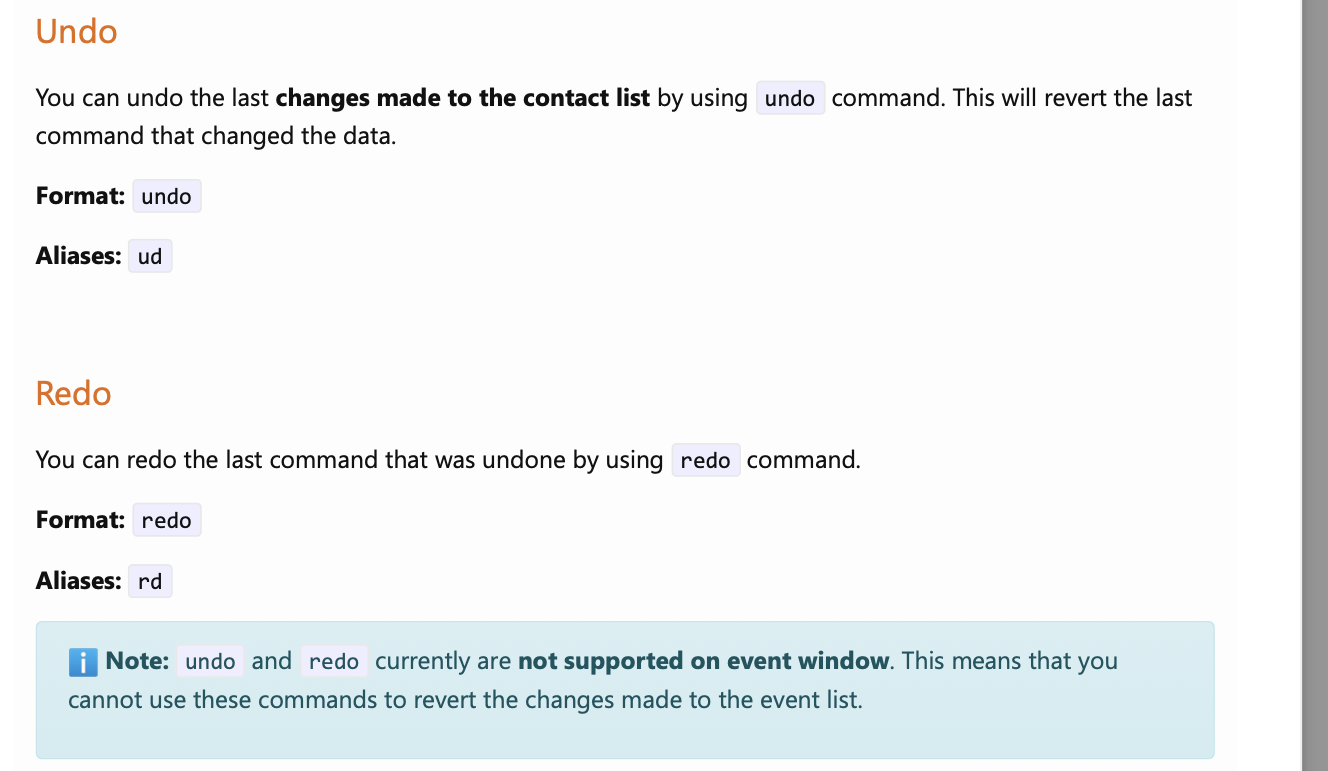 Undo
You can undo the last changes made to the contact list by using undo command. This will revert the last
command that changed the data.
Format: undo
Aliases: ud
Redo
You can redo the last command that was undone by using redo command.
Format: redo
Aliases: rd
ℹ️ Note: undo and redo currently are not supported on event window. This means that you
cannot use these commands to revert the changes made to the event list.